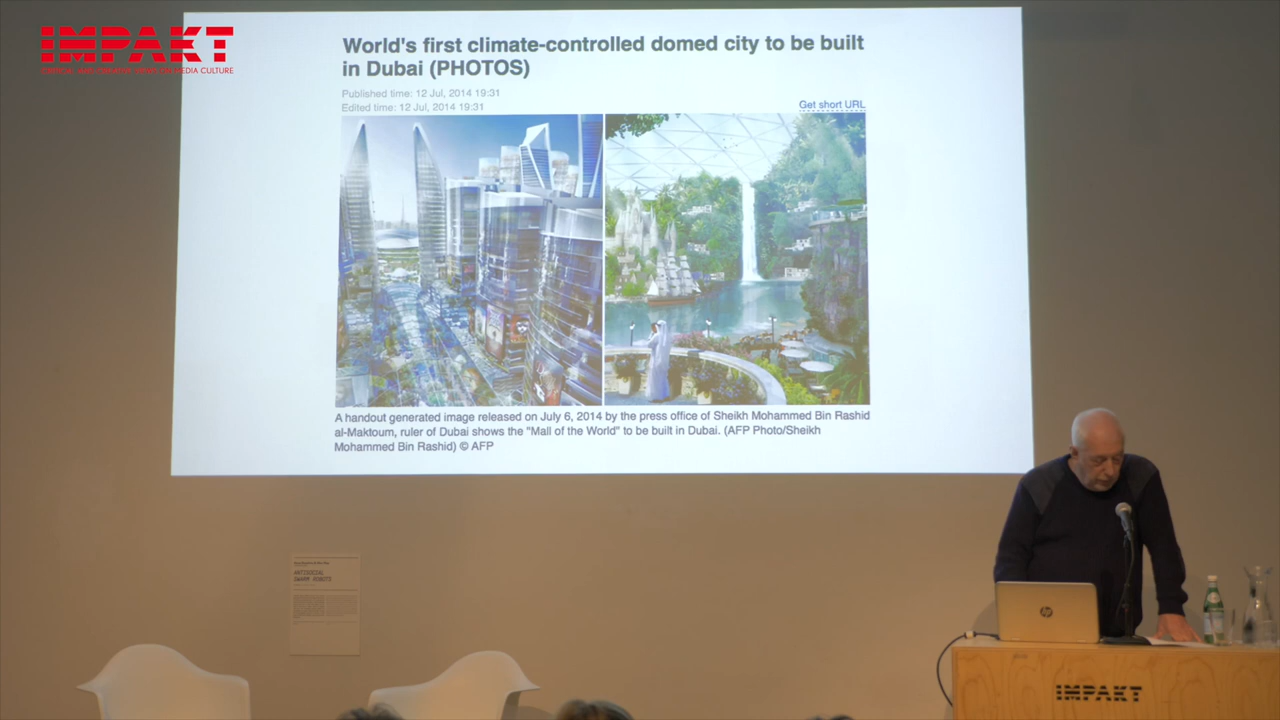 IMPAKT
World's first climate-controlled domed city to be built
in Dubai (PHOTOS)
Published time: 12 Jul, 2014 19:31
Edited time: 12 Jul, 2014 19:31
Get short URL
A handout generated image released on July 6, 2014 by the press office of Sheikh Mohammed Bin Rashid
al-Maktoum, ruler of Dubai shows the "Mall of the World" to be built in Dubai. (AFP Photo/Sheikh
Mohammed Bin Rashid) © AFP
ANTISOCIAL
SWARM ROBOTS
hp
IMPAKT